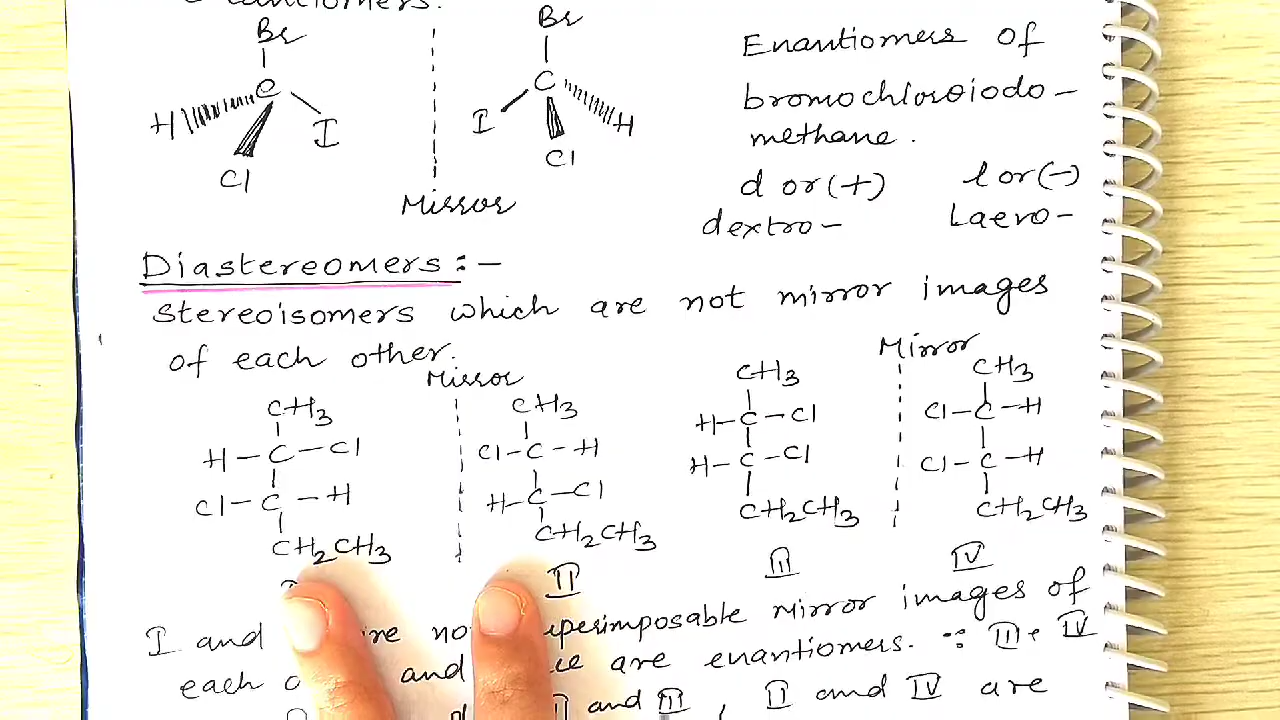 Br
C
H
I
Cl
Mirror
Br
C
I
H
Cl
Enantiomers of
bromochloroiodo-
methane.
d or (+) l or (-)
dextro- Laevo-
Diastereomers :-
Stereoisomers which are not mirror images
of each other.
Mirror
CH3
H-C-Cl
Cl-C-H
CH2CH3
CH3
Cl-C-H
H-C-Cl
CH2CH3
II
Mirror
CH3
H-C-Cl
H-C-Cl
CH2CH3
III
CH3
Cl-C-H
Cl-C-H
CH2CH3
IV
I and no mirror images of
each and are enantiomers. III IV
and III, II and IV are